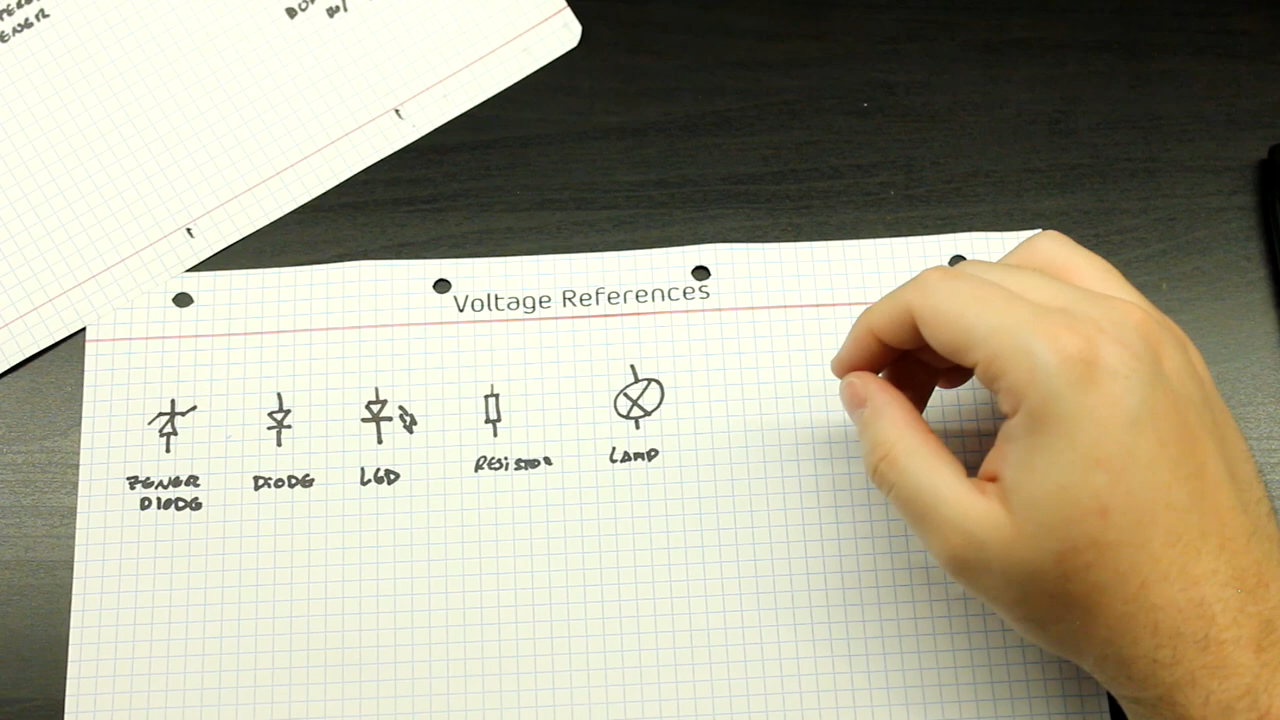 Voltage References
ZENER
DIODE
DIODE
LED
RESISTOR
LAMP